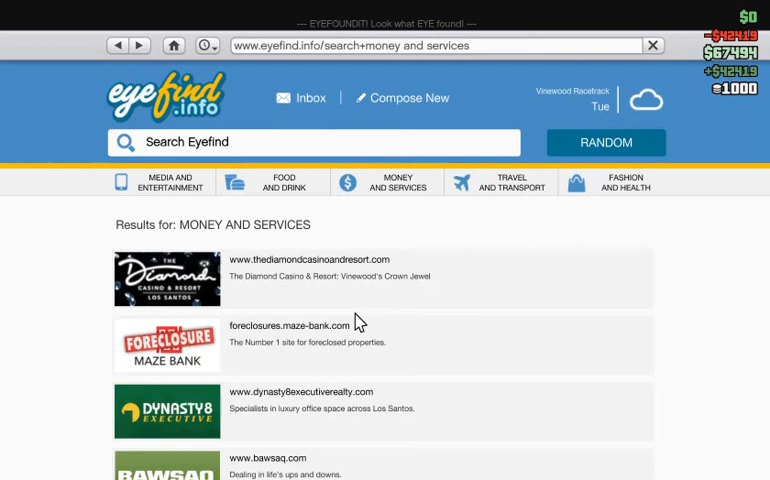 --- EYEFOUNDIT! Look what EYE found! ---
$0
-$42419
$67494
+$42419
1000
www.eyefind.info/search+money and services
eyefind
.info
Inbox
Compose New
Vinewood Racetrack
Tue
Search Eyefind
RANDOM
MEDIA AND
ENTERTAINMENT
FOOD
AND DRINK
MONEY
AND SERVICES
TRAVEL
AND TRANSPORT
FASHION
AND HEALTH
Results for: MONEY AND SERVICES
THE
Diamond
CASINO & RESORT
LOS SANTOS
www.thediamondcasinoandresort.com
The Diamond Casino & Resort: Vinewood's Crown Jewel
FORECLOSURE
MAZE BANK
foreclosures.maze-bank.com
The Number 1 site for foreclosed properties.
DYNASTY8
EXECUTIVE
www.dynasty8executiverealty.com
Specialists in luxury office space across Los Santos.
BAWSAQ
www.bawsaq.com
Dealing in life's ups and downs.